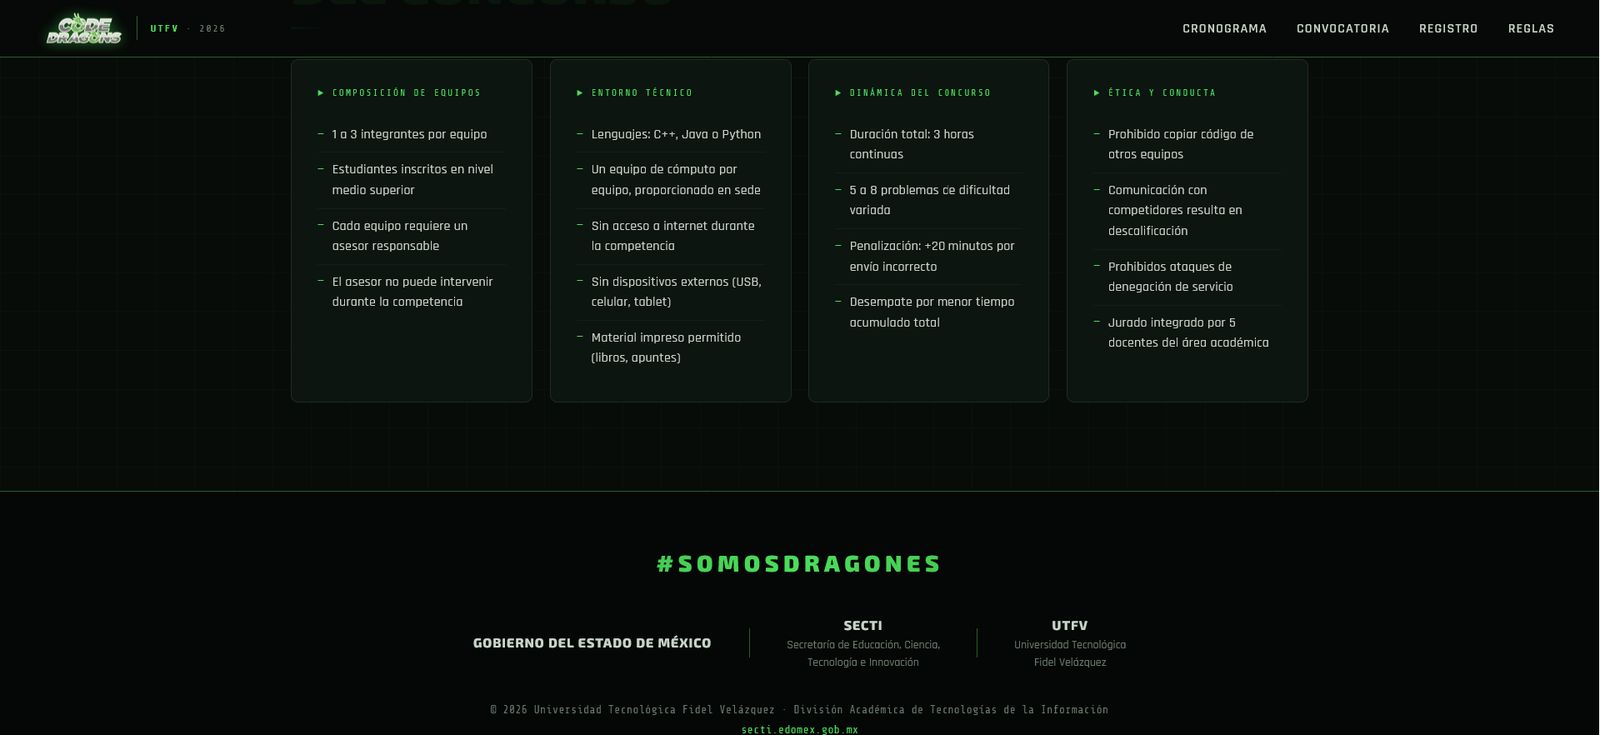 CODE
DRAGONS
UTFV · 2026
CRONOGRAMA
CONVOCATORIA
REGISTRO
REGLAS
► COMPOSICIÓN DE EQUIPOS
– 1 a 3 integrantes por equipo
– Estudiantes inscritos en nivel
medio superior
– Cada equipo requiere un
asesor responsable
– El asesor no puede intervenir
durante la competencia
► ENTORNO TÉCNICO
– Lenguajes: C++, Java o Python
– Un equipo de cómputo por
equipo, proporcionado en sede
– Sin acceso a internet durante
la competencia
– Sin dispositivos externos (USB,
celular, tablet)
– Material impreso permitido
(libros, apuntes)
► DINÁMICA DEL CONCURSO
– Duración total: 3 horas
continuas
– 5 a 8 problemas de dificultad
variada
– Penalización: +20 minutos por
envío incorrecto
– Desempate por menor tiempo
acumulado total
► ÉTICA Y CONDUCTA
– Prohibido copiar código de
otros equipos
– Comunicación con
competidores resulta en
descalificación
– Prohibidos ataques de
denegación de servicio
– Jurado integrado por 5
docentes del área académica
#SOMOSDRAGONES
GOBIERNO DEL ESTADO DE MÉXICO
SECTI
Secretaría de Educación, Ciencia,
Tecnología e Innovación
UTFV
Universidad Tecnológica
Fidel Velázquez
© 2026 Universidad Tecnológica Fidel Velázquez · División Académica de Tecnologías de la Información
secti.edomex.gob.mx